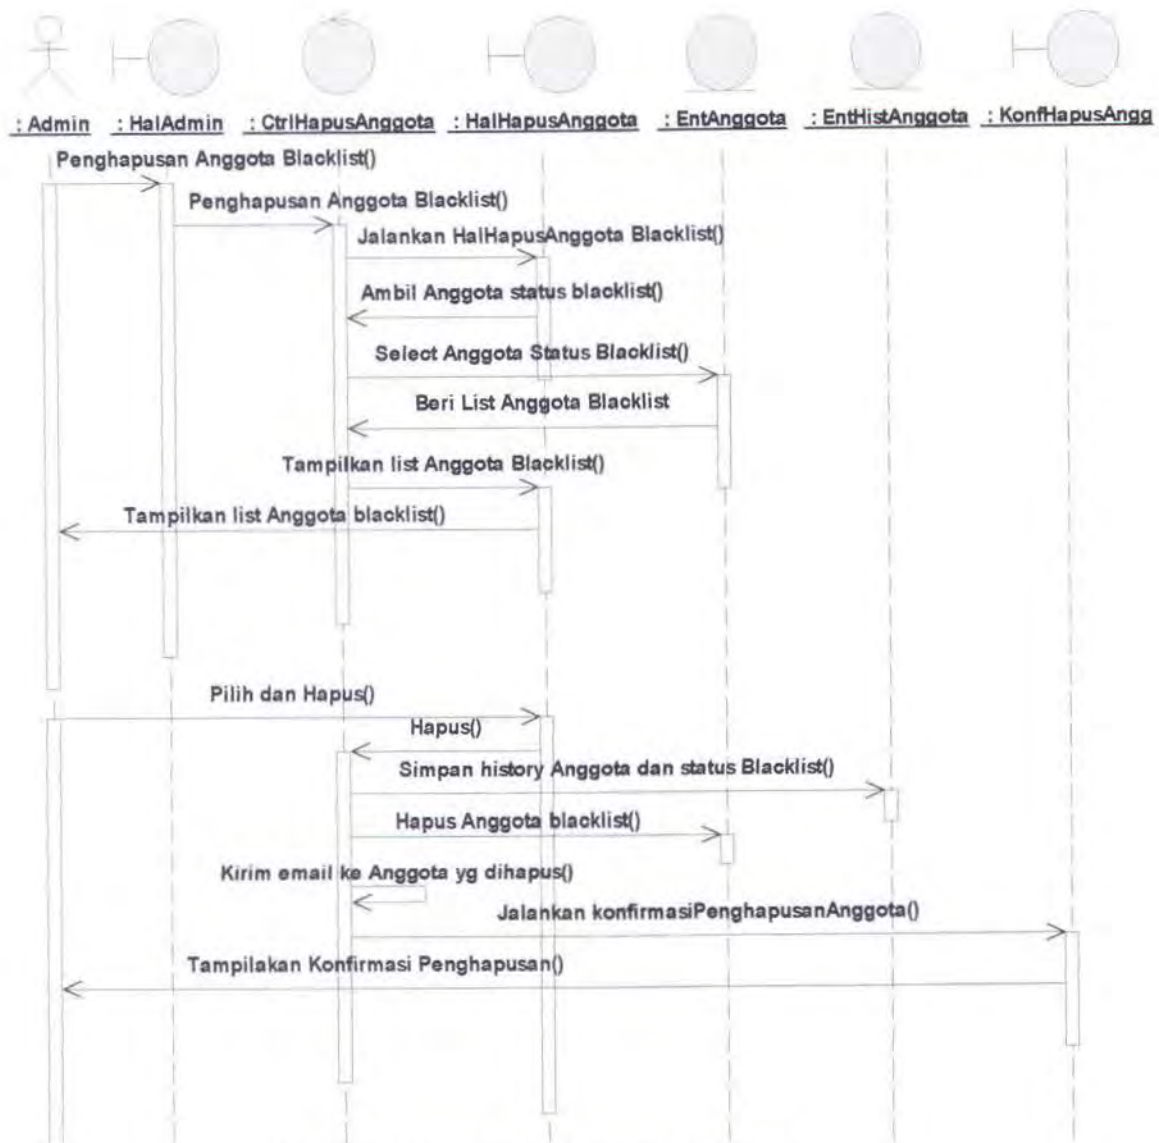 : Admin : HalAdmin : CtrlHapusAnggota : HalHapusAnggota : EntAnggota : EntHistAnggota : KonfHapusAngg
Penghapusan Anggota Blacklist()
Penghapusan Anggota Blacklist()
Jalankan HalHapusAnggota Blacklist()
Ambil Anggota status blacklist()
Select Anggota Status Blacklist()
Beri List Anggota Blacklist
Tampilkan list Anggota Blacklist()
Tampilkan list Anggota blacklist()
Pilih dan Hapus()
Hapus()
Simpan history Anggota dan status Blacklist()
Hapus Anggota blacklist()
Kirim email ke Anggota yg dihapus()
Jalankan konfirmasiPenghapusanAnggota()
Tampilakan Konfirmasi Penghapusan()